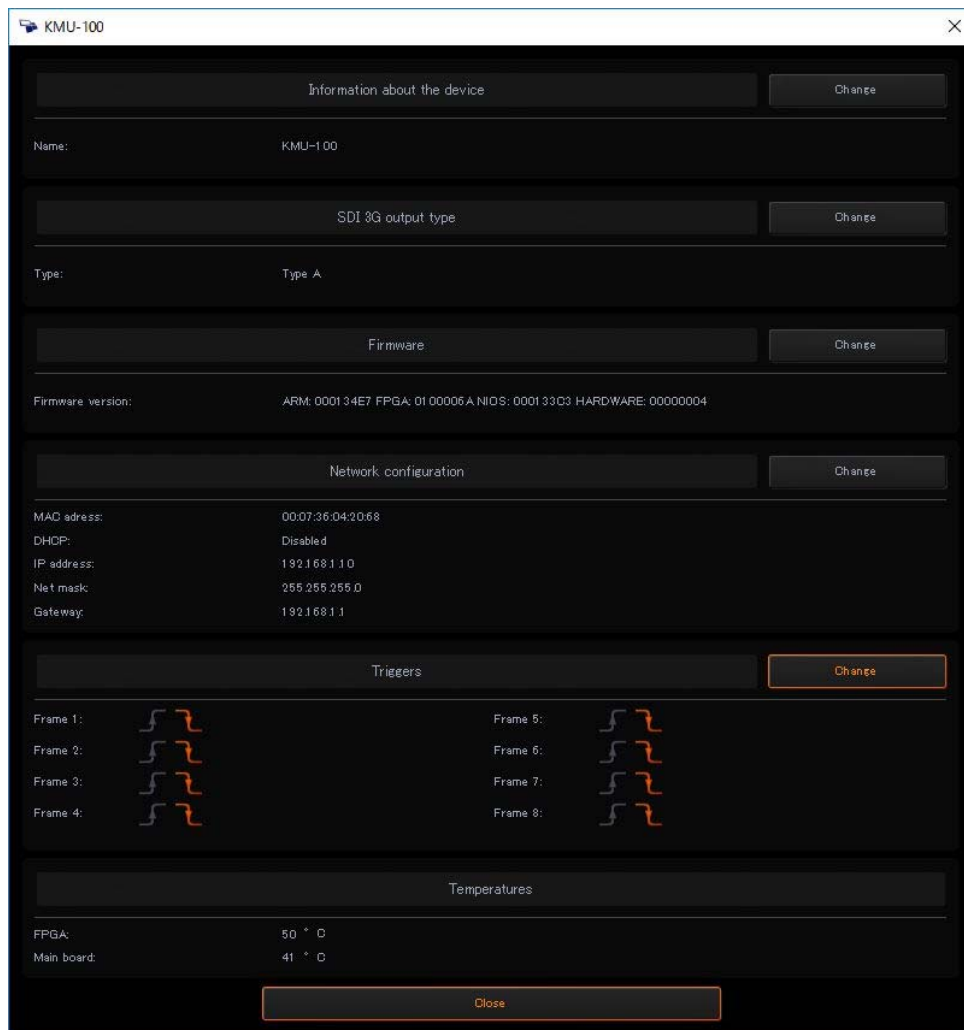 KMU-100
Information about the device Change
Name: KMU-100
SDI 3G output type Change
Type: Type A
Firmware Change
Firmware version: ARM: 000134E7 FPGA: 0100006A NIOS: 000133C3 HARDWARE: 00000004
Network configuration Change
MAC adress: 00:07:36:04:20:68
DHCP: Disabled
IP address: 192.168.1.10
Net mask: 255.255.255.0
Gateway: 192.168.1.1
Triggers Change
Frame 1: Frame 5:
Frame 2: Frame 6:
Frame 3: Frame 7:
Frame 4: Frame 8:
Temperatures
FPGA: 50 ° C
Main board: 41 ° C
Close